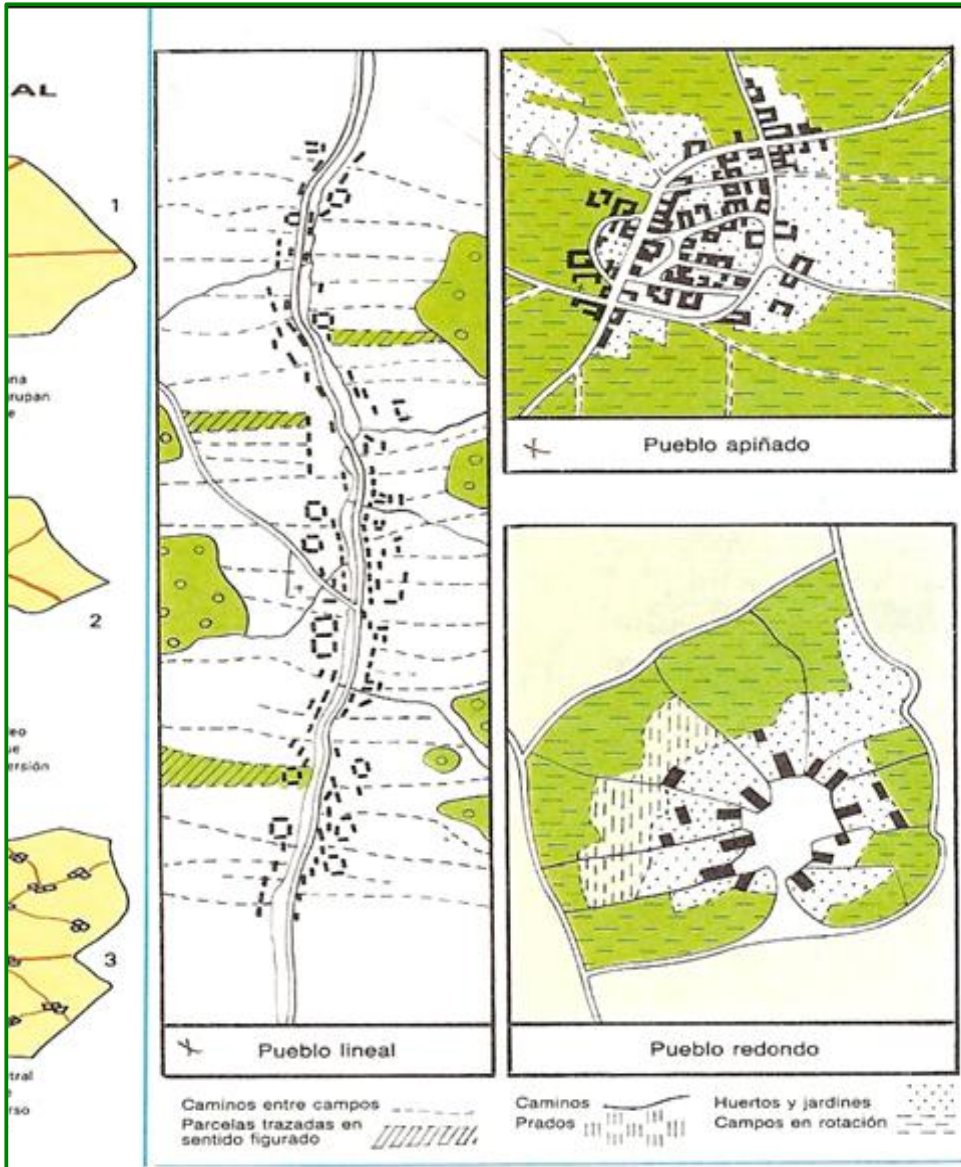 AL
1
rupan
e
2
eo
ue
ersión
3
tral
e
rso
Pueblo lineal
Pueblo apiñado
Pueblo redondo
Caminos entre campos
Parcelas trazadas en
sentido figurado
Caminos
Prados
Huertos y jardines
Campos en rotación